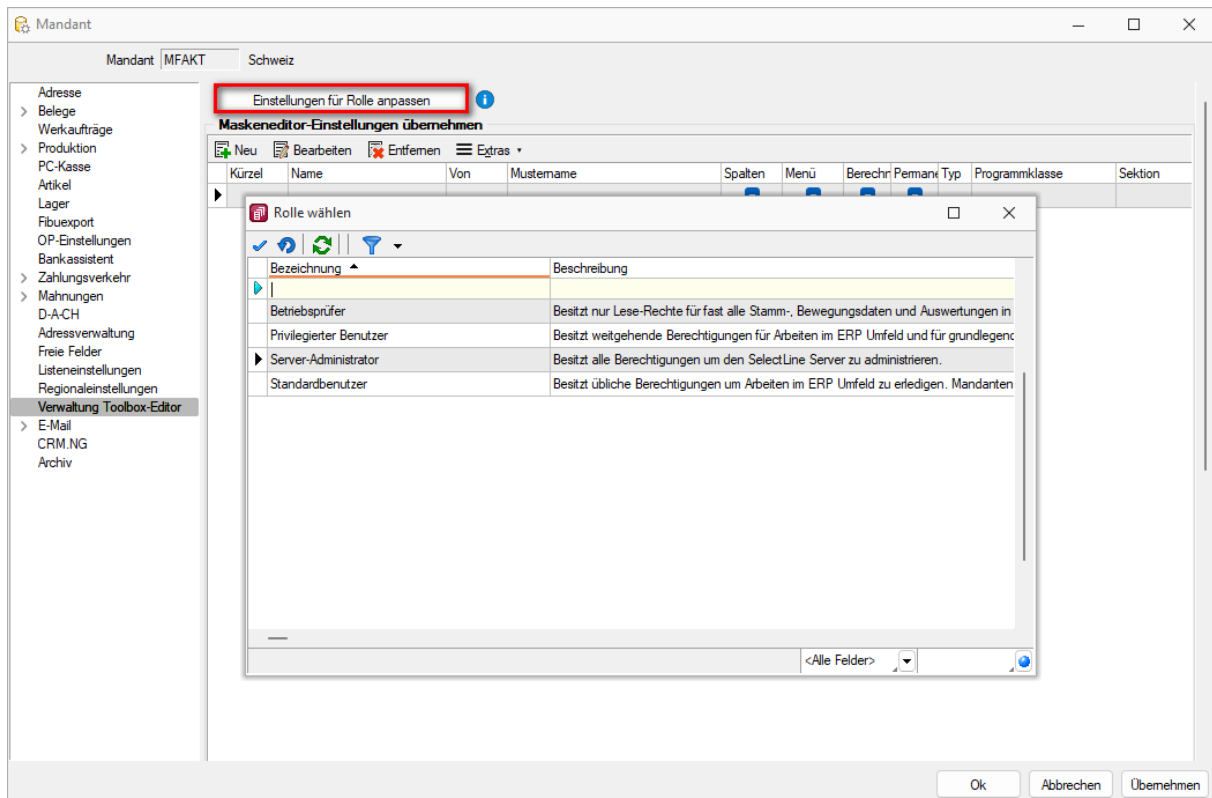 Mandant
Mandant MFAKT Schweiz
Adresse
Belege
Werkaufträge
Produktion
PC-Kasse
Artikel
Lager
Fibuexport
OP-Einstellungen
Bankassistent
Zahlungsverkehr
Mahnungen
D-A-CH
Adressverwaltung
Freie Felder
Listeneinstellungen
Regionaleinstellungen
Verwaltung Toolbox-Editor
E-Mail
CRM.NG
Archiv
Einstellungen für Rolle anpassen
Maskeneditor-Einstellungen übernehmen
Neu Bearbeiten Entfernen Extras
Kürzel Name Von Mustername Spalten Menü Berechr Permane Typ Programmklasse Sektion
Rolle wählen
Bezeichnung Beschreibung
Betriebsprüfer Besitzt nur Lese-Rechte für fast alle Stamm-, Bewegungsdaten und Auswertungen in
Privilegierter Benutzer Besitzt weitgehende Berechtigungen für Arbeiten im ERP Umfeld und für grundlegenc
Server-Administrator Besitzt alle Berechtigungen um den SelectLine Server zu administrieren.
Standardbenutzer Besitzt übliche Berechtigungen um Arbeiten im ERP Umfeld zu erledigen. Mandanten
<Alle Felder>
Ok Abbrechen Übernehmen